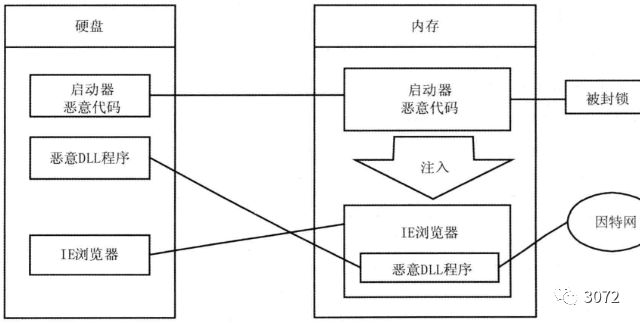 硬盘
内存
启动器
恶意代码
启动器
恶意代码
被封锁
恶意DLL程序
注入
IE浏览器
IE浏览器
恶意DLL程序
因特网
3072